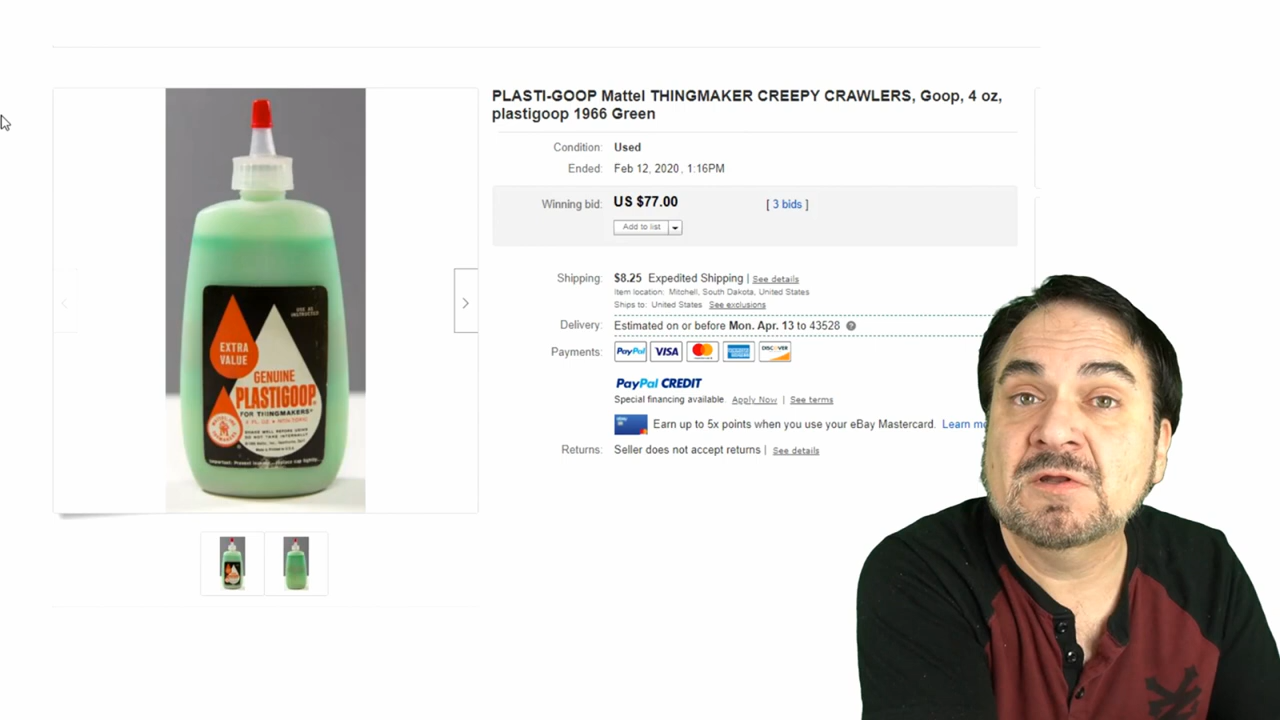 PLASTI-GOOP Mattel THINGMAKER CREEPY CRAWLERS, Goop, 4 oz,
plastigoop 1966 Green
Condition: Used
Ended: Feb 12, 2020 , 1:16PM
Winning bid: US $77.00 [ 3 bids ]
Add to list
Shipping: $8.25 Expedited Shipping | See details
Item location: Mitchell, South Dakota, United States
Ships to: United States See exclusions
Delivery: Estimated on or before Mon. Apr. 13 to 43528
Payments: PayPal VISA MasterCard DISCOVER
PayPal CREDIT
Special financing available. Apply Now | See terms
Earn up to 5x points when you use your eBay Mastercard. Learn
Returns: Seller does not accept returns | See details
USE AS
EXTRA
VALUE
GENUINE
PLASTIGOOP
FOR THINGMAKERS